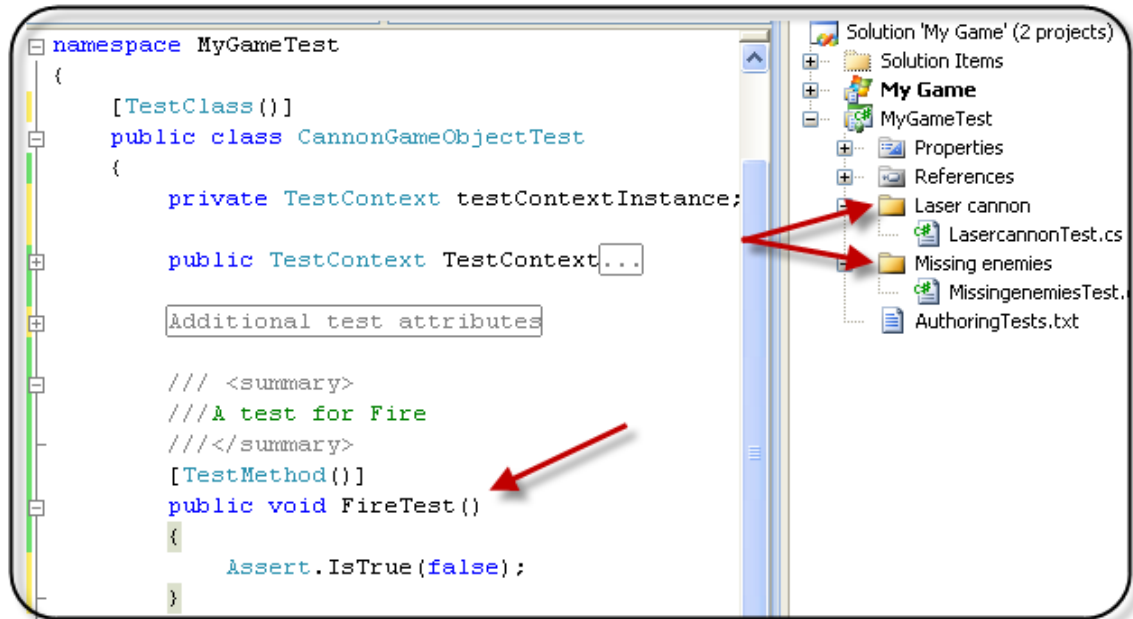 namespace MyGameTest
{
[TestClass()]
public class CannonGameObjectTest
{
private TestContext testContextInstance;
public TestContext TestContext...
Additional test attributes
/// <summary>
///A test for Fire
///</summary>
[TestMethod()]
public void FireTest()
{
Assert.IsTrue(false);
}
Solution 'My Game' (2 projects)
Solution Items
My Game
MyGameTest
Properties
References
Laser cannon
LasercannonTest.cs
Missing enemies
MissingenemiesTest.
AuthoringTests.txt